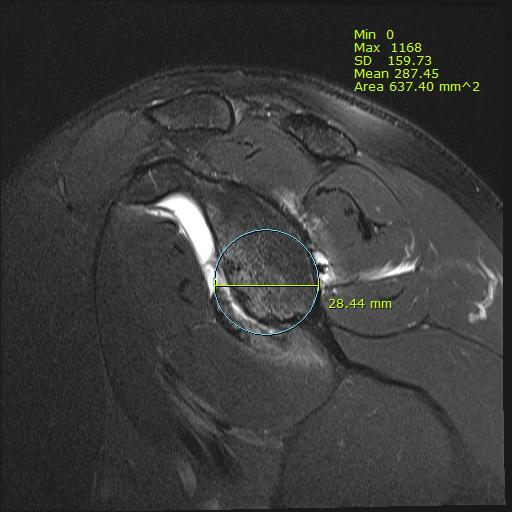 Min 0
Max 1168
SD 159.73
Mean 287.45
Area 637.40 mm^2
28.44 mm